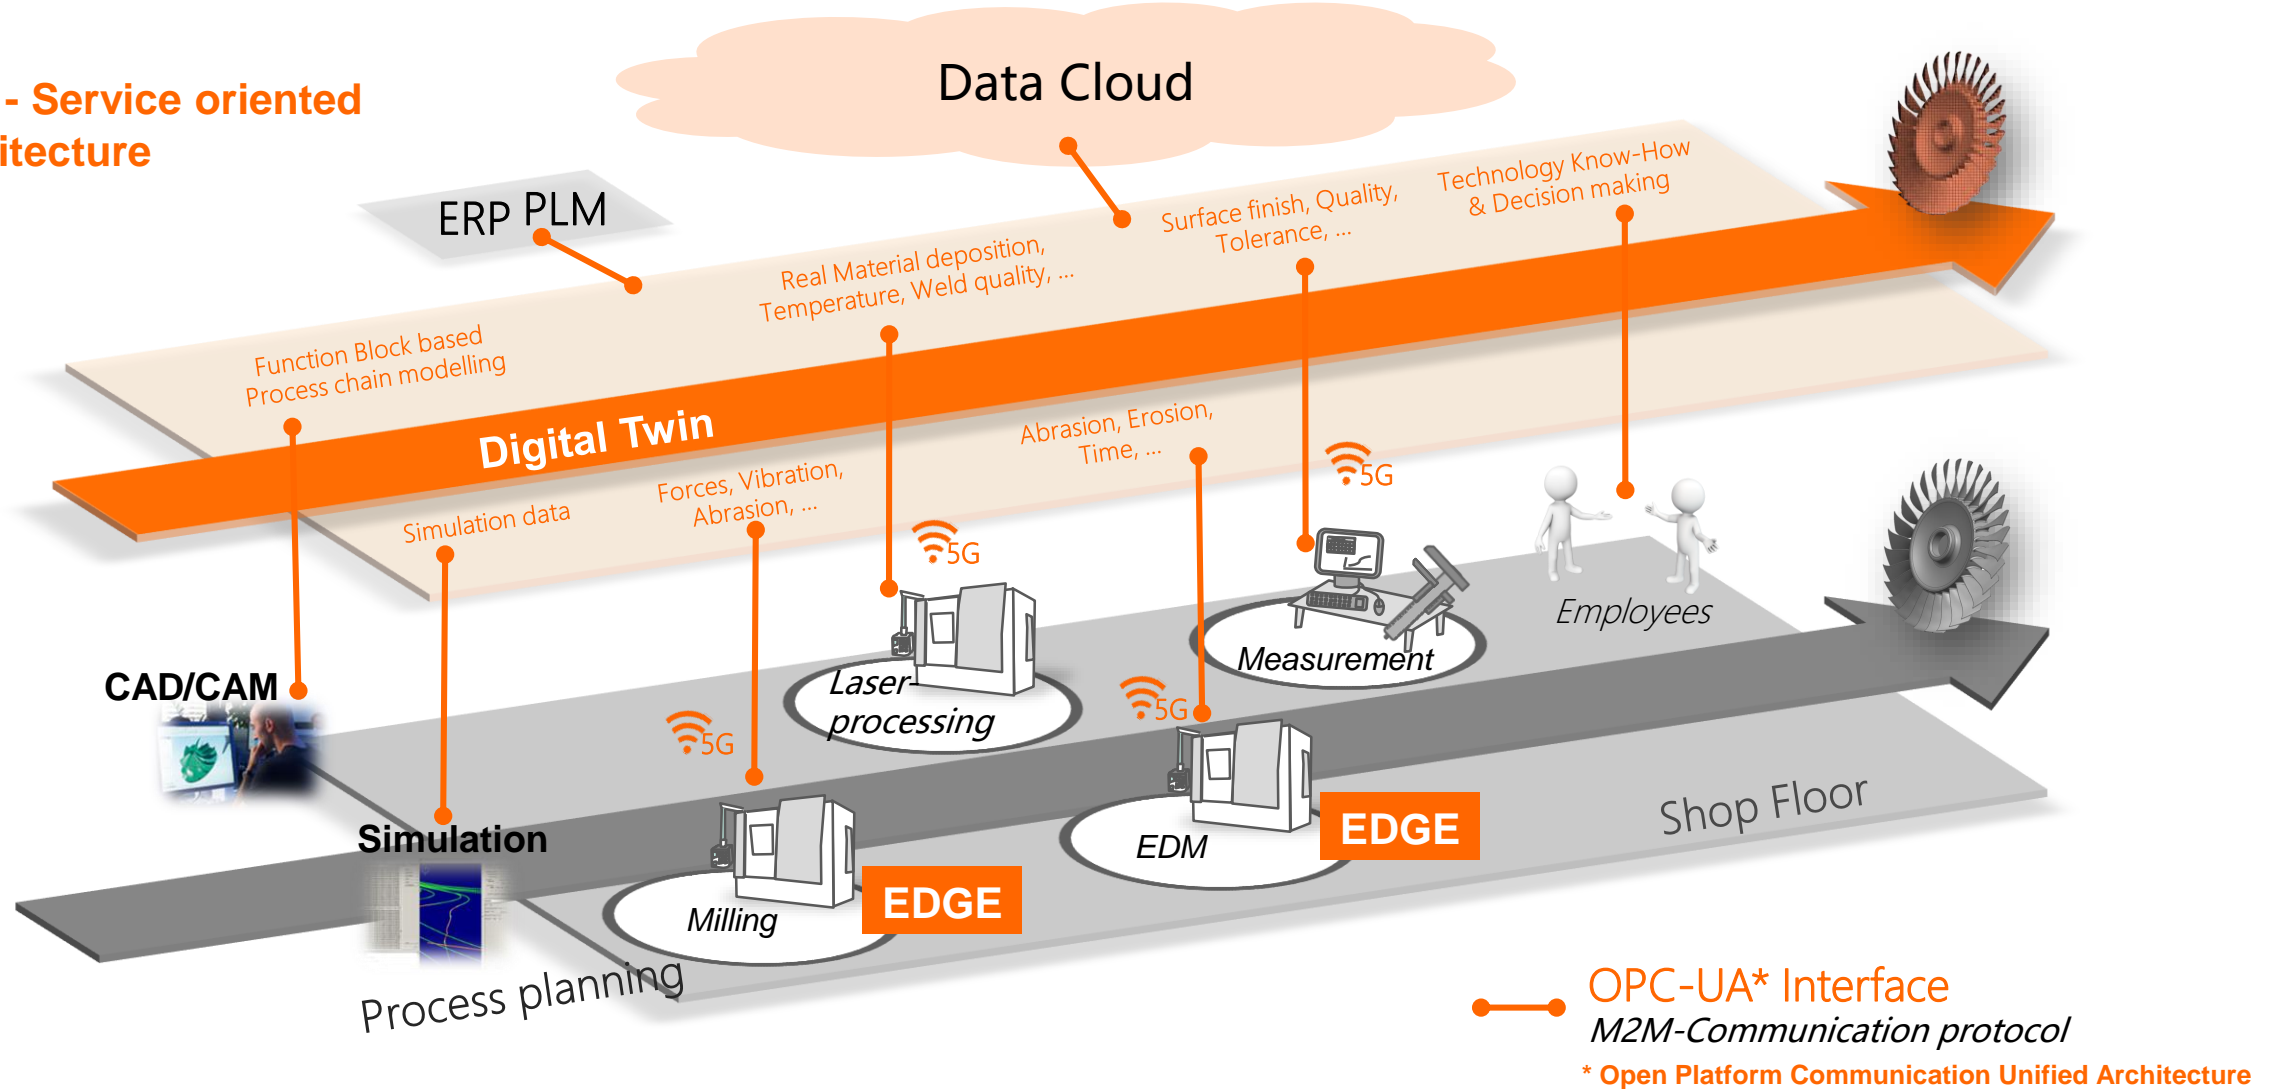 - Service oriented
itecture
Data Cloud
ERP PLM
Technology Know-How
& Decision making
Surface finish, Quality,
Tolerance, ...
Real Material deposition,
Temperature, Weld quality, ...
Function Block based
Process chain modelling
Digital Twin
Abrasion, Erosion,
Time, ...
Forces, Vibration,
Abrasion, ...
Simulation data
5G
5G
5G
5G
Employees
Measurement
CAD/CAM
Laser-
processing
Simulation
EDM
EDGE
Milling
EDGE
Shop Floor
Process planning
OPC-UA* Interface
M2M-Communication protocol
* Open Platform Communication Unified Architecture